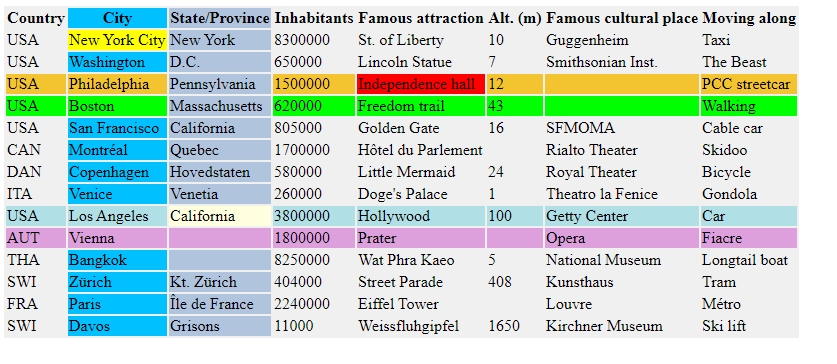 Country City State/Province Inhabitants Famous attraction Alt. (m) Famous cultural place Moving along
USA New York City New York 8300000 St. of Liberty 10 Guggenheim Taxi
USA Washington D.C. 650000 Lincoln Statue 7 Smithsonian Inst. The Beast
USA Philadelphia Pennsylvania 1500000 Independence hall 12 PCC streetcar
USA Boston Massachusetts 620000 Freedom trail 43 Walking
USA San Francisco California 805000 Golden Gate 16 SFMOMA Cable car
CAN Montréal Quebec 1700000 Hôtel du Parlement Rialto Theater Skidoo
DAN Copenhagen Hovedstaden 580000 Little Mermaid 24 Royal Theater Bicycle
ITA Venice Venetia 260000 Doge's Palace 1 Theatro la Fenice Gondola
USA Los Angeles California 3800000 Hollywood 100 Getty Center Car
AUT Vienna 1800000 Prater Opera Fiacre
THA Bangkok 8250000 Wat Phra Kaeo 5 National Museum Longtail boat
SWI Zürich Kt. Zürich 404000 Street Parade 408 Kunsthaus Tram
FRA Paris Île de France 2240000 Eiffel Tower Louvre Métro
SWI Davos Grisons 11000 Weissfluhgipfel 1650 Kirchner Museum Ski lift